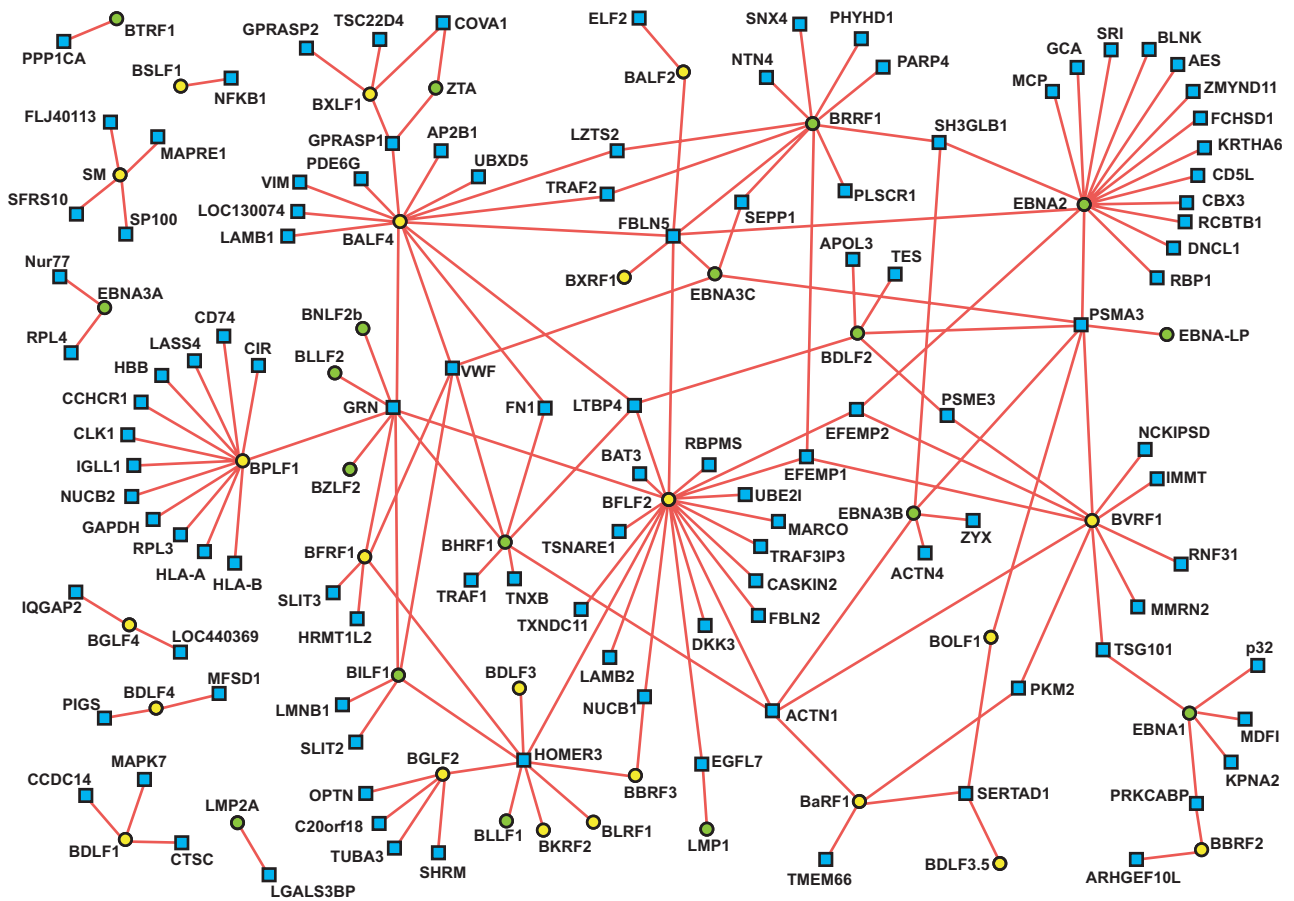 BTRF1
PPP1CA
BSLF1
NFKB1
GPRASP2
TSC22D4
COVA1
BXLF1
ZTA
ELF2
BALF2
SNX4
PHYHD1
NTN4
PARP4
BRRF1
GCA
SRI
BLNK
AES
MCP
ZMYND11
FCHSD1
KRTHA6
CD5L
CBX3
RCBTB1
DNCL1
RBP1
EBNA2
SH3GLB1
FLJ40113
MAPRE1
SM
SFRS10
SP100
GPRASP1
AP2B1
PDE6G
UBXD5
VIM
LOC130074
LAMB1
BALF4
LZTS2
TRAF2
FBLN5
SEPP1
PLSCR1
BXRF1
EBNA3C
APOL3
TES
BDLF2
PSMA3
EBNA-LP
Nur77
EBNA3A
RPL4
BNLF2b
BLLF2
VWF
GRN
FN1
LTBP4
PSME3
EFEMP2
EFEMP1
CD74
LASS4
CIR
HBB
CCHCR1
CLK1
IGLL1
BPLF1
NUCB2
GAPDH
RPL3
HLA-A
HLA-B
BZLF2
BAT3
RBPMS
BFLF2
UBE2I
MARCO
TSNARE1
TRAF3IP3
CASKIN2
FBLN2
TXNDC11
DKK3
LAMB2
NUCB1
EBNA3B
ZYX
ACTN4
NCKIPSD
IMMT
BVRF1
RNF31
MMRN2
BFRF1
BHRF1
SLIT3
HRMT1L2
TRAF1
TNXB
IQGAP2
BGLF4
LOC440369
BOLF1
TSG101
p32
PIGS
BDLF4
MFSD1
BILF1
LMNB1
SLIT2
BDLF3
ACTN1
PKM2
EBNA1
MDFI
KPNA2
HOMER3
BGLF2
OPTN
C20orf18
TUBA3
SHRM
BLLF1
BKRF2
BLRF1
BBRF3
EGFL7
LMP1
BaRF1
SERTAD1
TMEM66
BDLF3.5
PRKCABP
BBRF2
ARHGEF10L
CCDC14
MAPK7
BDLF1
CTSC
LMP2A
LGALS3BP